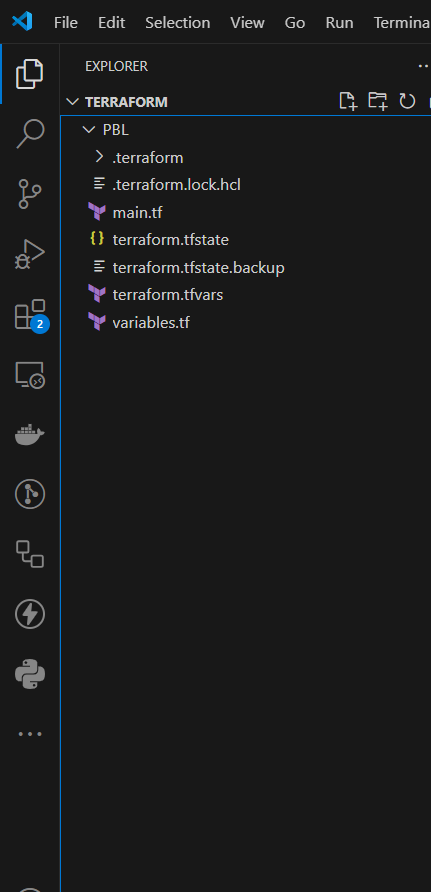 File Edit Selection View Go Run Termina
EXPLORER
TERRAFORM
PBL
.terraform
.terraform.lock.hcl
main.tf
terraform.tfstate
terraform.tfstate.backup
terraform.tfvars
2
variables.tf